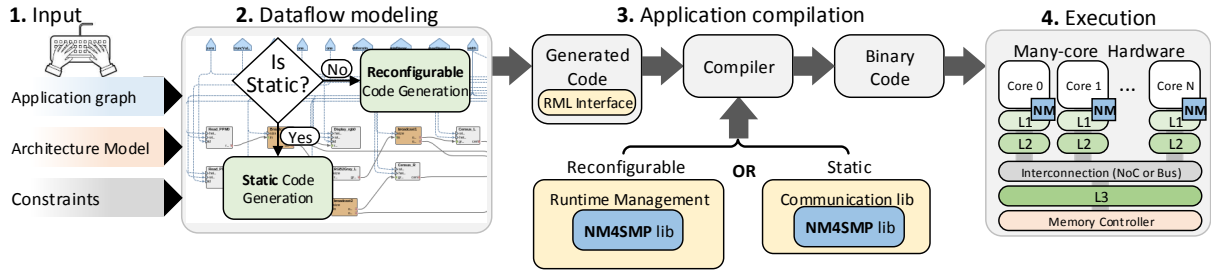 1. Input
Application graph
Architecture Model
Constraints
2. Dataflow modeling
Is
Static?
No
Yes
Reconfigurable
Code Generation
Static Code
Generation
3. Application compilation
Generated
Code
RML Interface
Compiler
Binary
Code
Reconfigurable
OR
Static
Runtime Management
NM4SMP lib
Communication lib
NM4SMP lib
4. Execution
Many-core Hardware
Core 0
Core 1
...
Core N
NM
NM
NM
L1
L1
L1
L2
L2
L2
Interconnection (NoC or Bus)
L3
Memory Controller